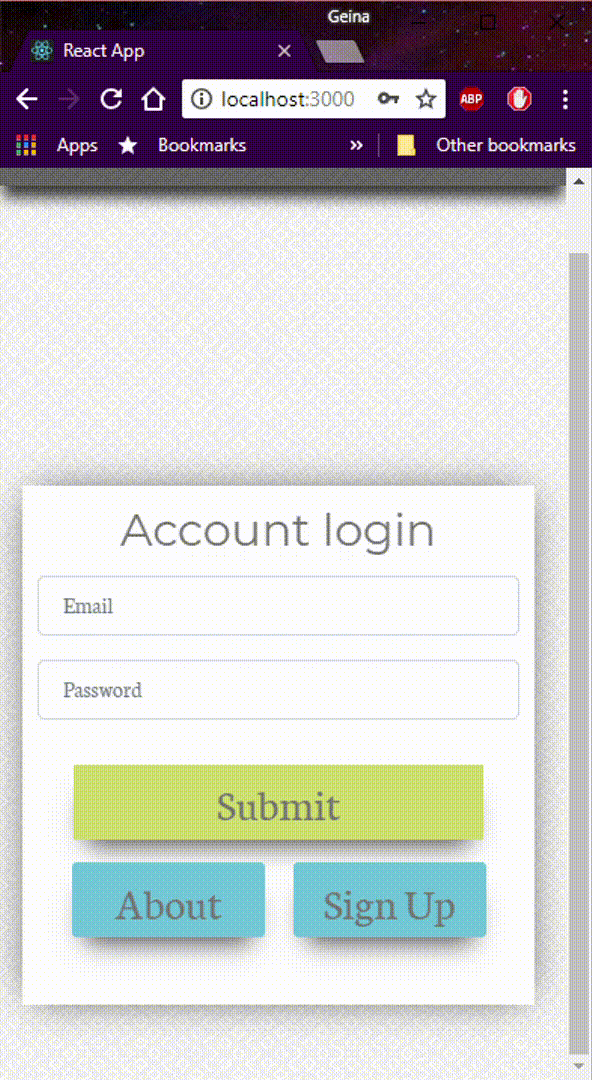 Geina
React App
localhost:3000
ABP
Apps
Bookmarks
»
Other bookmarks
Account login
Email
Password
Submit
About
Sign Up